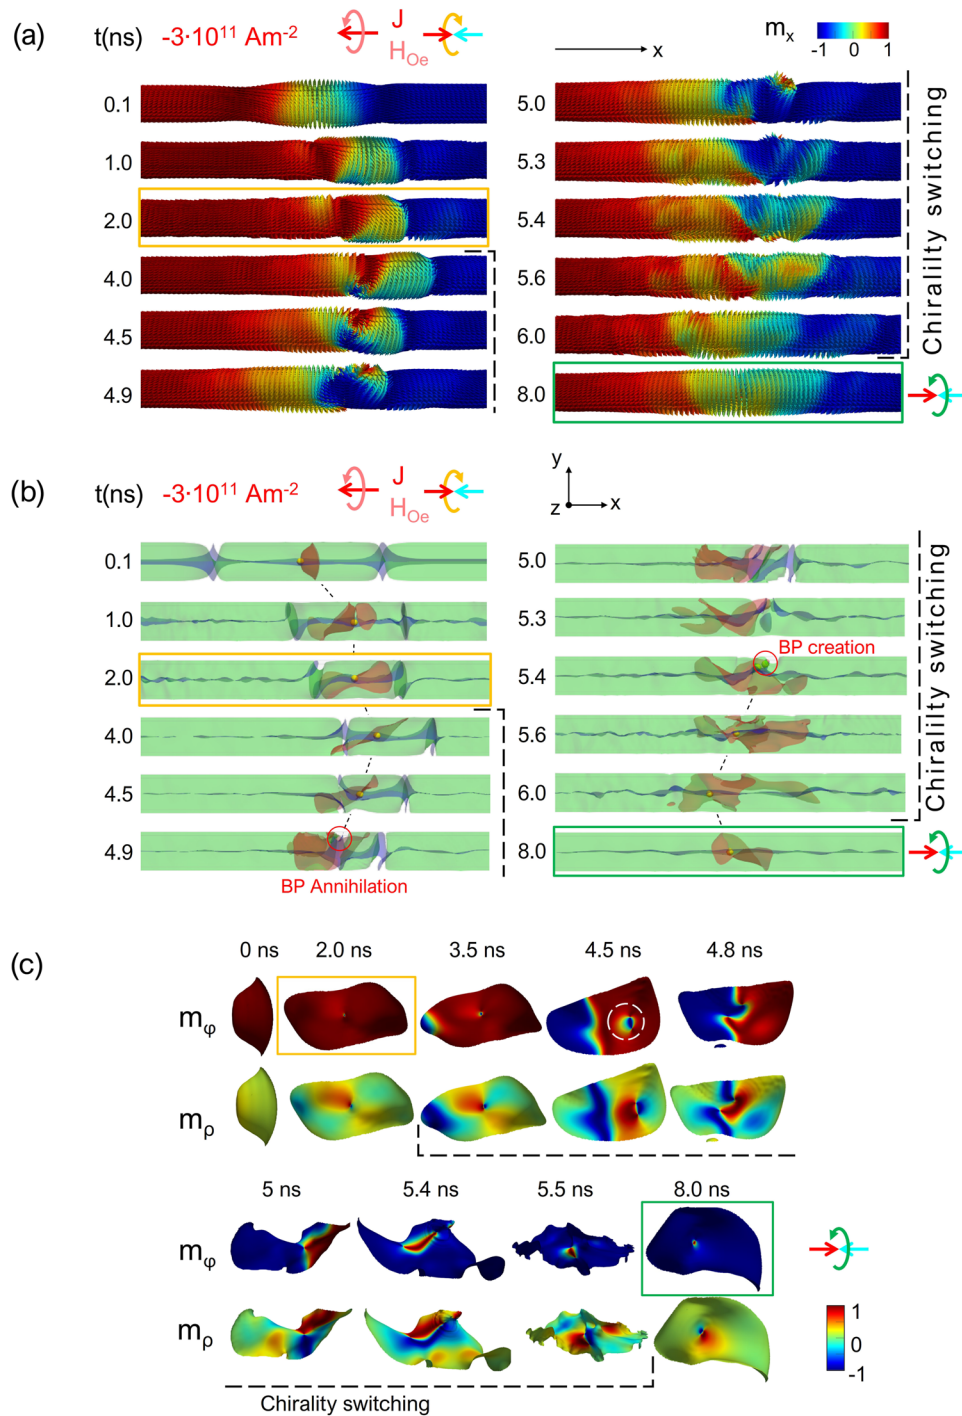 (a)
t(ns) -3·10¹¹ Am⁻²
J
H_Oe
x
m_x
-1 0 1
0.1
1.0
2.0
4.0
4.5
4.9
5.0
5.3
5.4
5.6
6.0
8.0
Chiralilty switching
(b)
t(ns) -3·10¹¹ Am⁻²
J
H_Oe
y
z x
0.1
1.0
2.0
4.0
4.5
4.9
BP Annihilation
5.0
5.3
BP creation
5.4
5.6
6.0
8.0
Chiralilty switching
(c)
0 ns 2.0 ns 3.5 ns 4.5 ns 4.8 ns
m_φ
m_ρ
5 ns 5.4 ns 5.5 ns 8.0 ns
m_φ
m_ρ
1
0
-1
Chirality switching